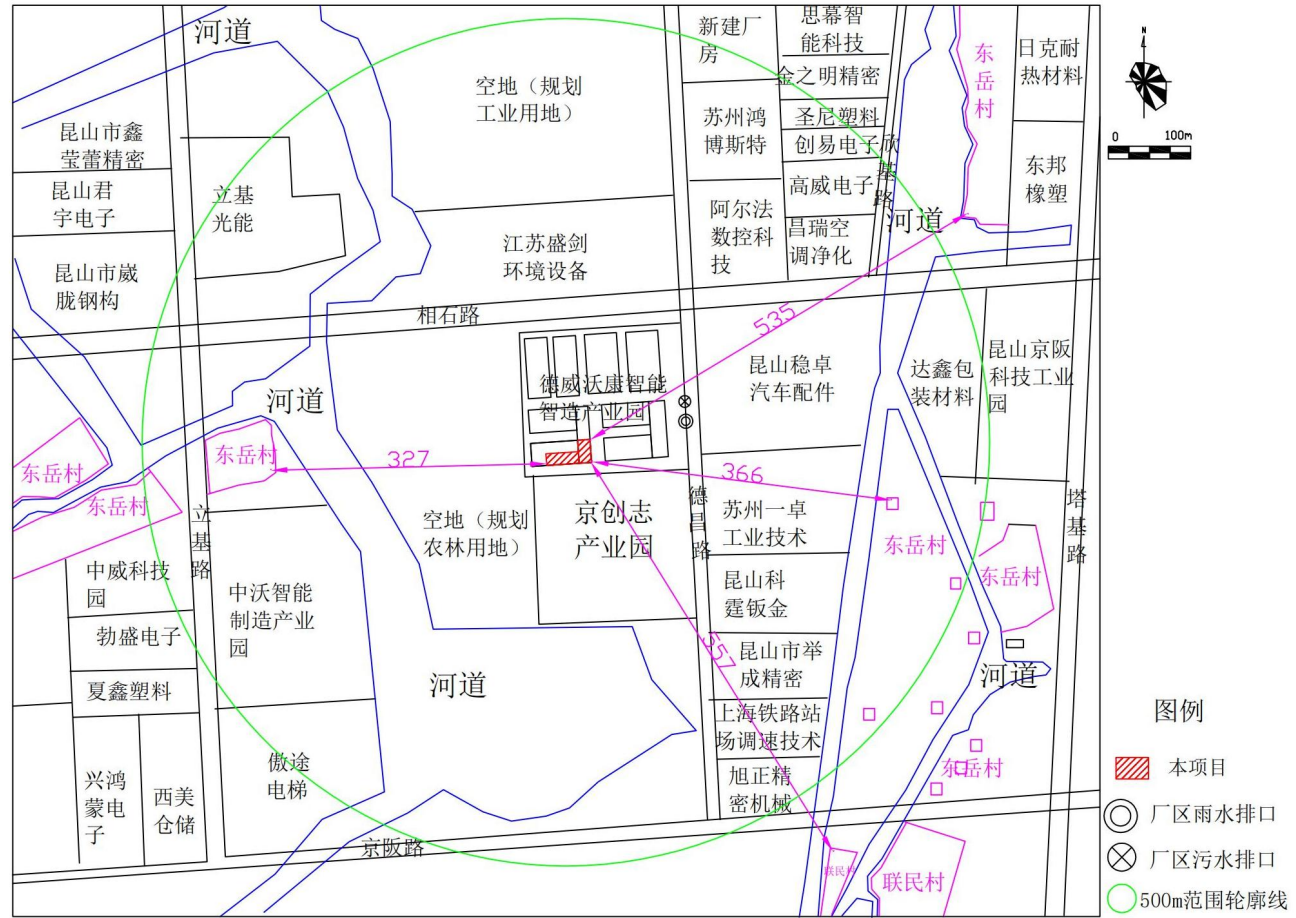 河道
新建厂
房
思幕智
能科技
金之明精密
东
岳
村
日克耐
热材料
N
0
100m
空地（规划
工业用地）
昆山市鑫
莹蕾精密
苏州鸿
博斯特
圣尼塑料
创易电子
欣
基
路
东邦
橡塑
昆山君
宇电子
立基
光能
高威电子
阿尔法
数控科
技
昌瑞空
调净化
河道
江苏盛剑
环境设备
昆山市崴
胧钢构
相石路
535
德威沃康智能
智造产业园
昆山稳卓
汽车配件
达鑫包
装材料
昆山京阪
科技工业
园
河道
东岳村
东岳村
东岳村
327
366
立
基
路
空地（规划
农林用地）
京创志
产业园
德
昌
路
苏州一卓
工业技术
东岳村
东岳村
塔
基
路
中威科技
园
中沃智能
制造产业
园
昆山科
霆钣金
勃盛电子
557
昆山市举
成精密
夏鑫塑料
河道
河道
上海铁路站
场调速技术
东岳村
兴鸿
蒙电
子
西美
仓储
傲途
电梯
旭正精
密机械
京阪路
联民村
联民村
图例
本项目
厂区雨水排口
厂区污水排口
500m范围轮廓线